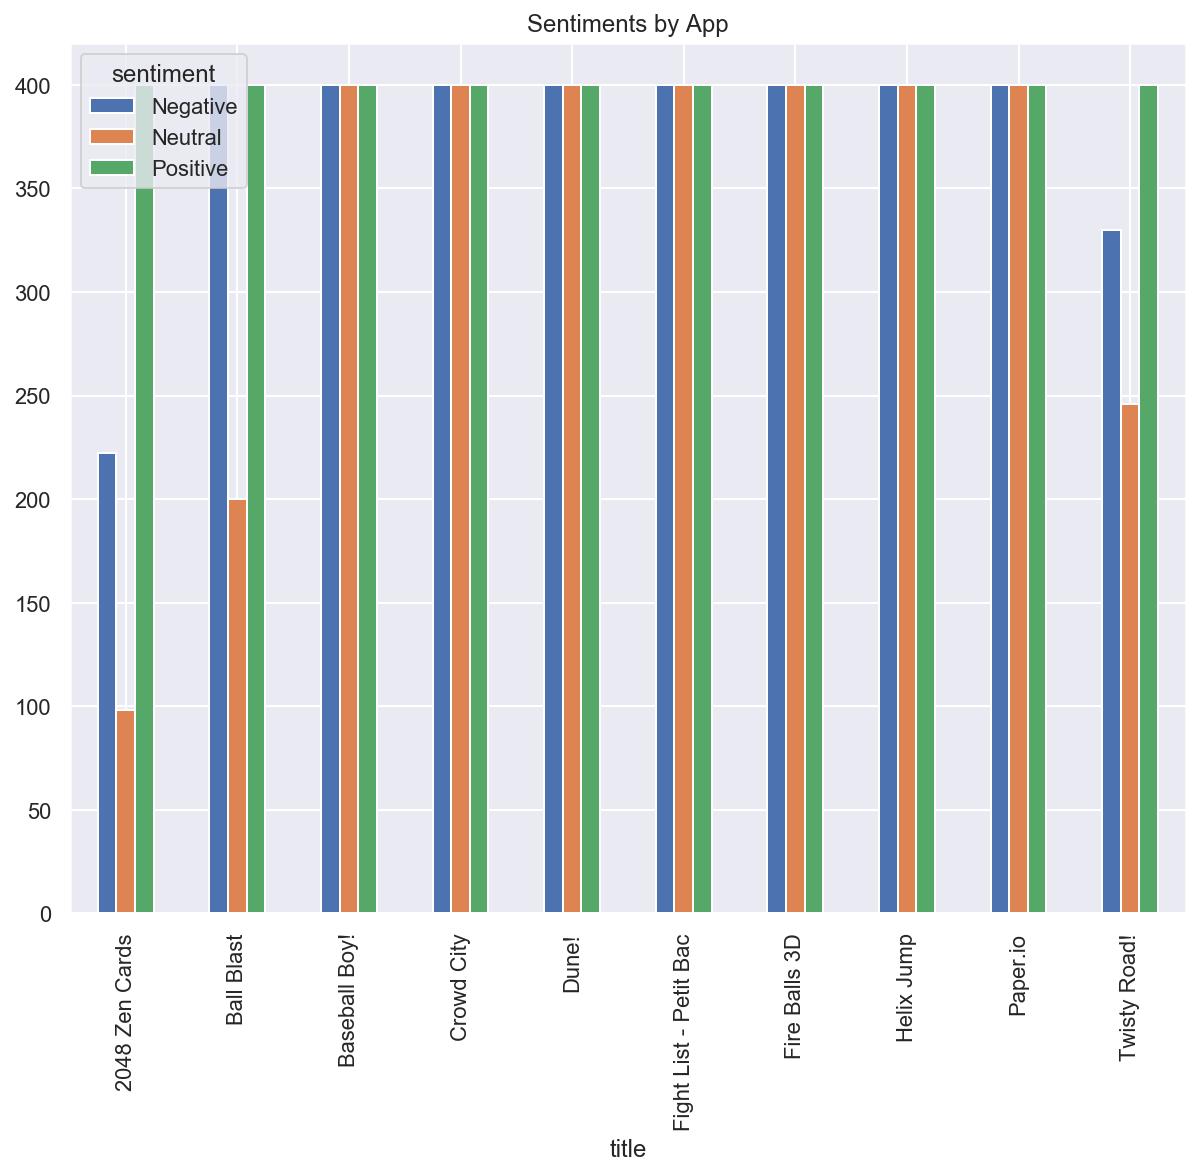 Sentiments by App
sentiment
Negative
Neutral
Positive
400
350
300
250
200
150
100
50
0
2048 Zen Cards
Ball Blast
Baseball Boy!
Crowd City
Dune!
Fight List - Petit Bac
Fire Balls 3D
Helix Jump
Paper.io
Twisty Road!
title